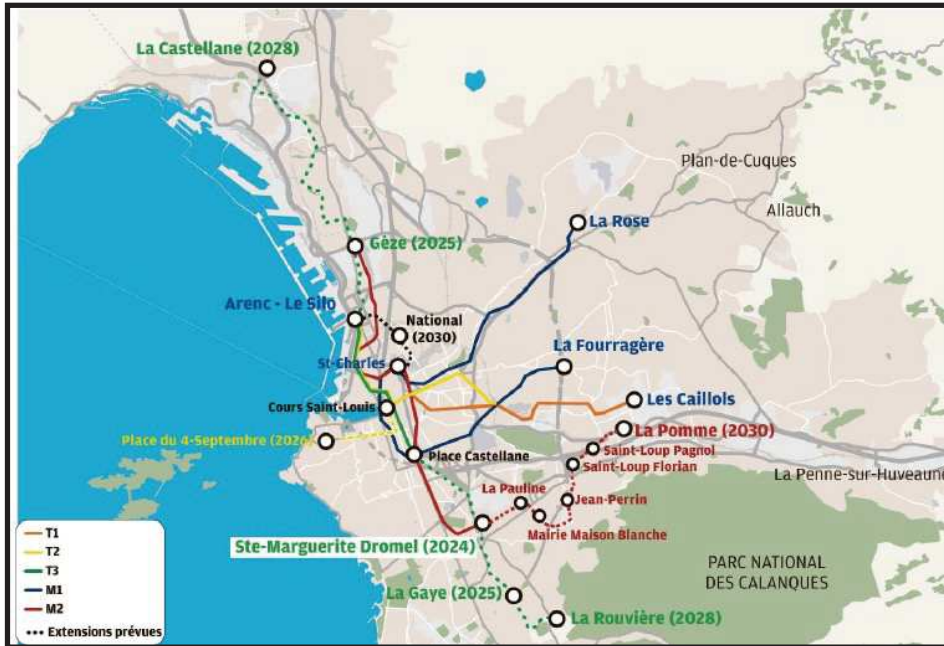 La Castellane (2028)
Plan-de-Cuques
Allauch
La Rose
Gèze (2025)
Arenc - Le Silo
National
(2030)
St-Charles
La Fourragère
Cours Saint-Louis
Les Caillols
La Pomme (2030)
Place du 4-Septembre (2026)
Place Castellane
Saint-Loup Pagnol
Saint-Loup Florian
La Penne-sur-Huveaune
La Pauline
Jean-Perrin
Mairie Maison Blanche
Ste-Marguerite Dromel (2024)
PARC NATIONAL
DES CALANQUES
La Gaye (2025)
La Rouvière (2028)
T1
T2
T3
M1
M2
Extensions prévues